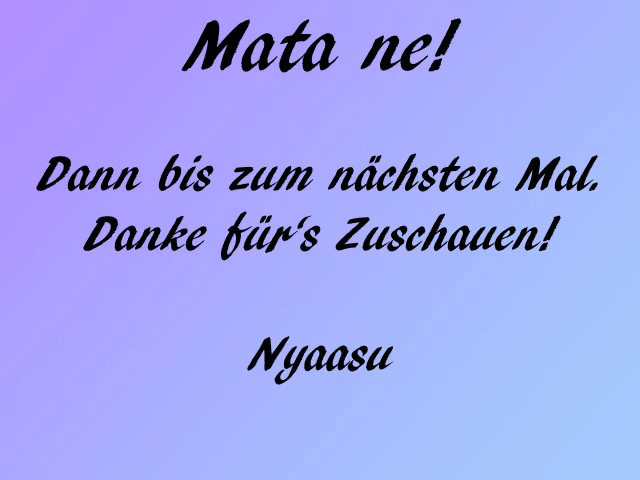 Mata ne!
Dann bis zum nächsten Mal.
Danke für‘s Zuschauen!
Nyaasu